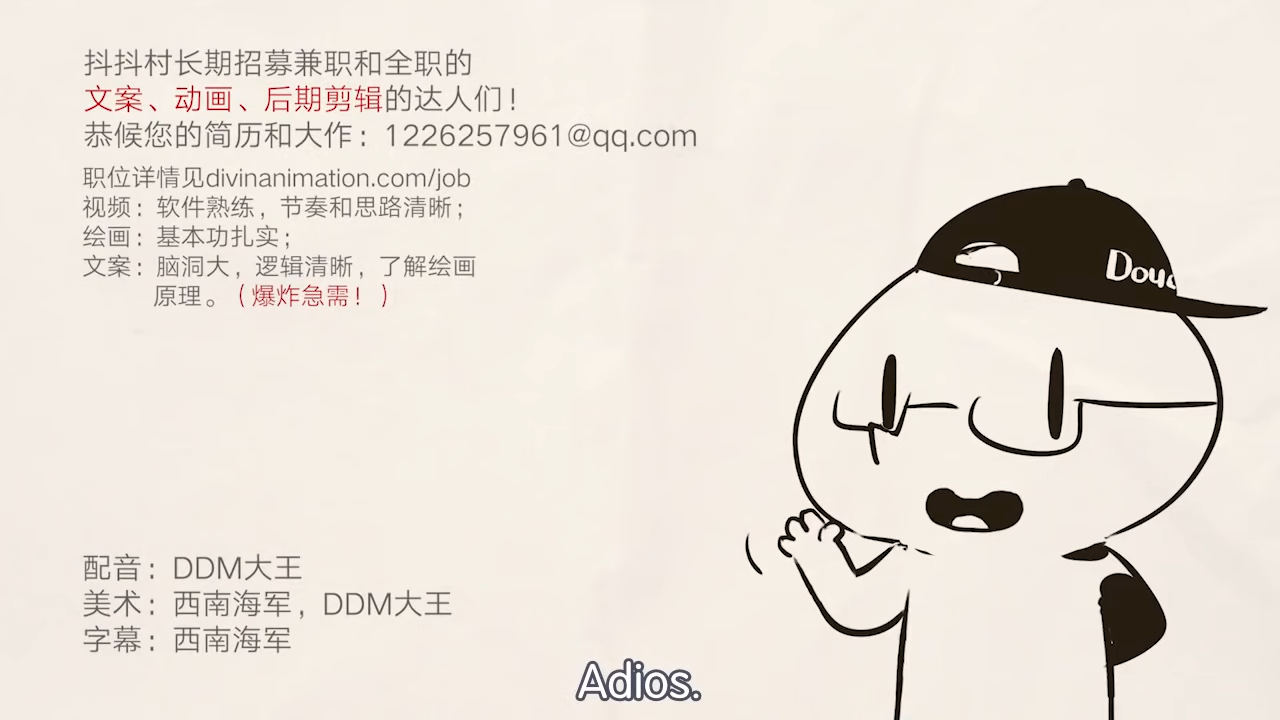 抖抖村长期招募兼职和全职的
文案、动画、后期剪辑的达人们！
恭候您的简历和大作：1226257961@qq.com
职位详情见divinanimation.com/job
视频：软件熟练，节奏和思路清晰；
绘画：基本功扎实；
文案：脑洞大，逻辑清晰，了解绘画
原理。（爆炸急需！）
配音：DDM大王
美术：西南海军，DDM大王
字幕：西南海军
Adios.